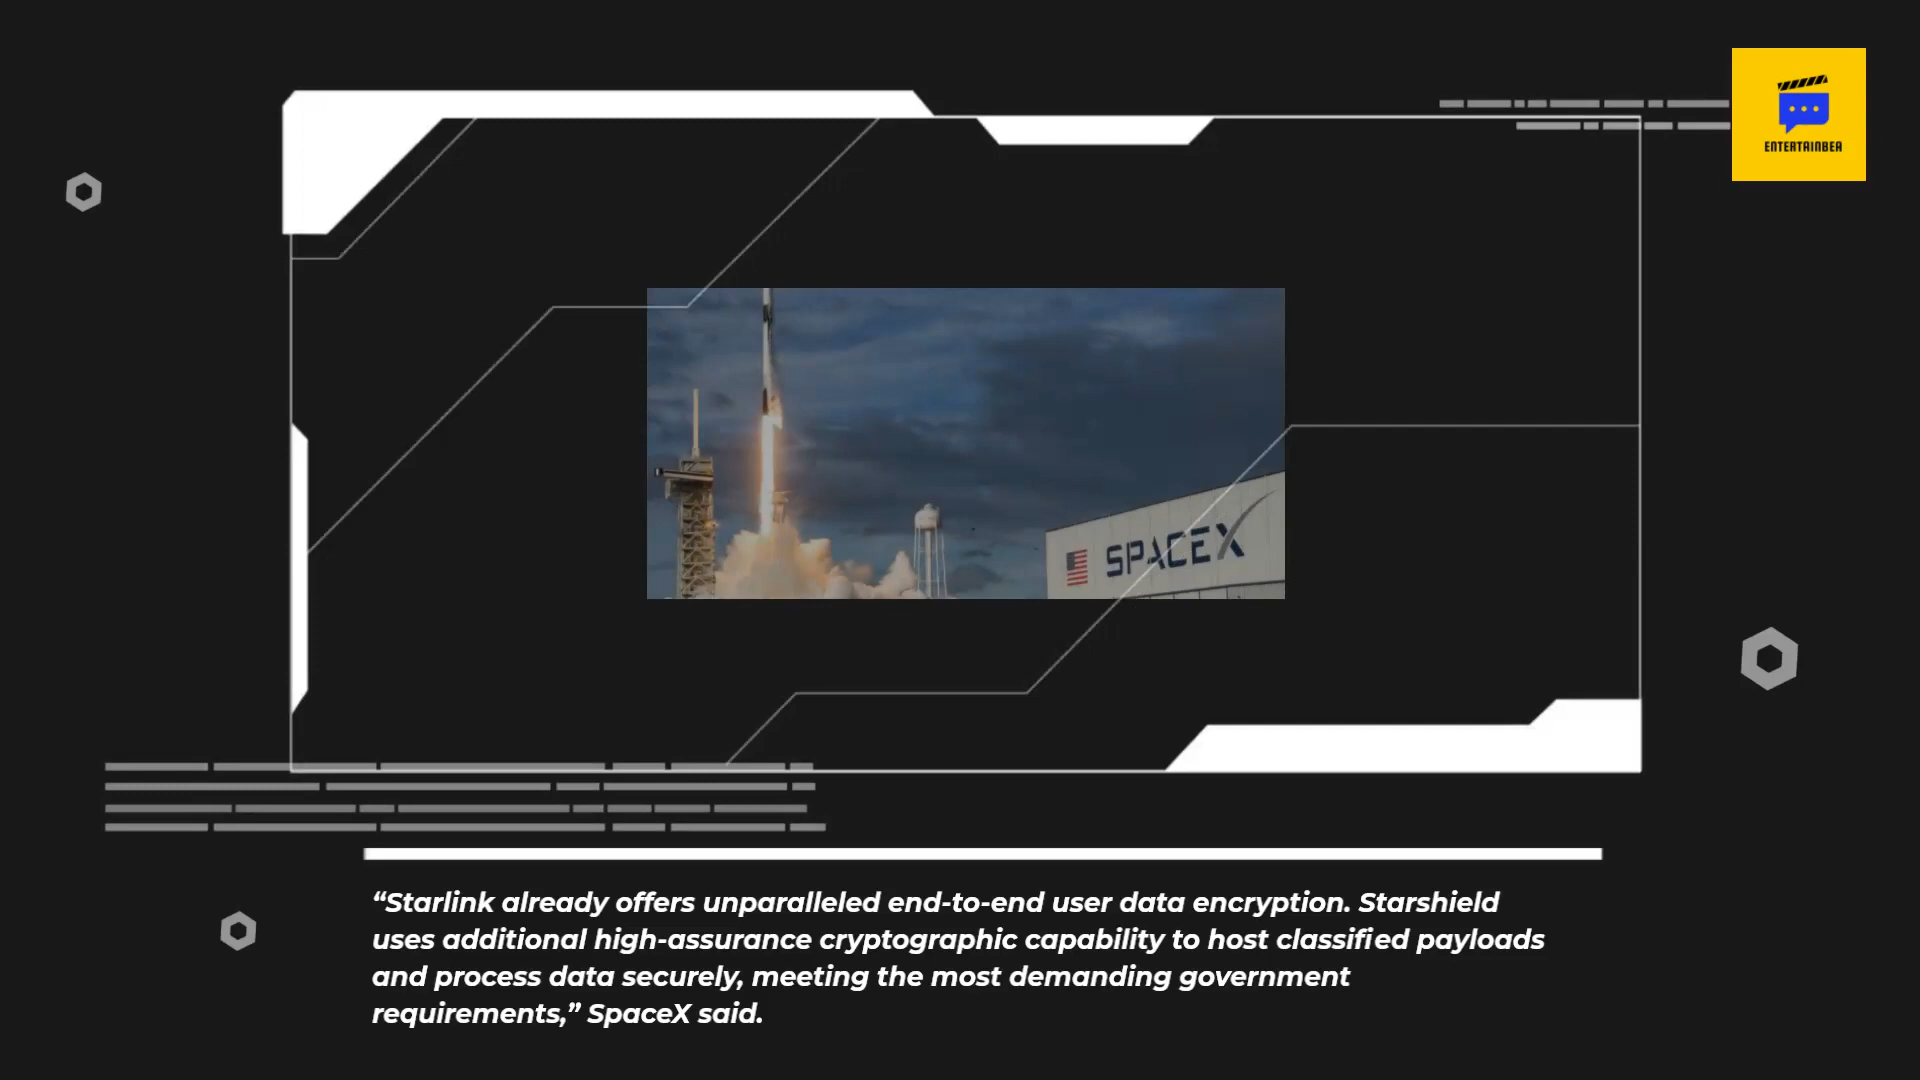 ENTERTAINBEA
SPACEX
“Starlink already offers unparalleled end-to-end user data encryption. Starshield
uses additional high-assurance cryptographic capability to host classified payloads
and process data securely, meeting the most demanding government
requirements,” SpaceX said.